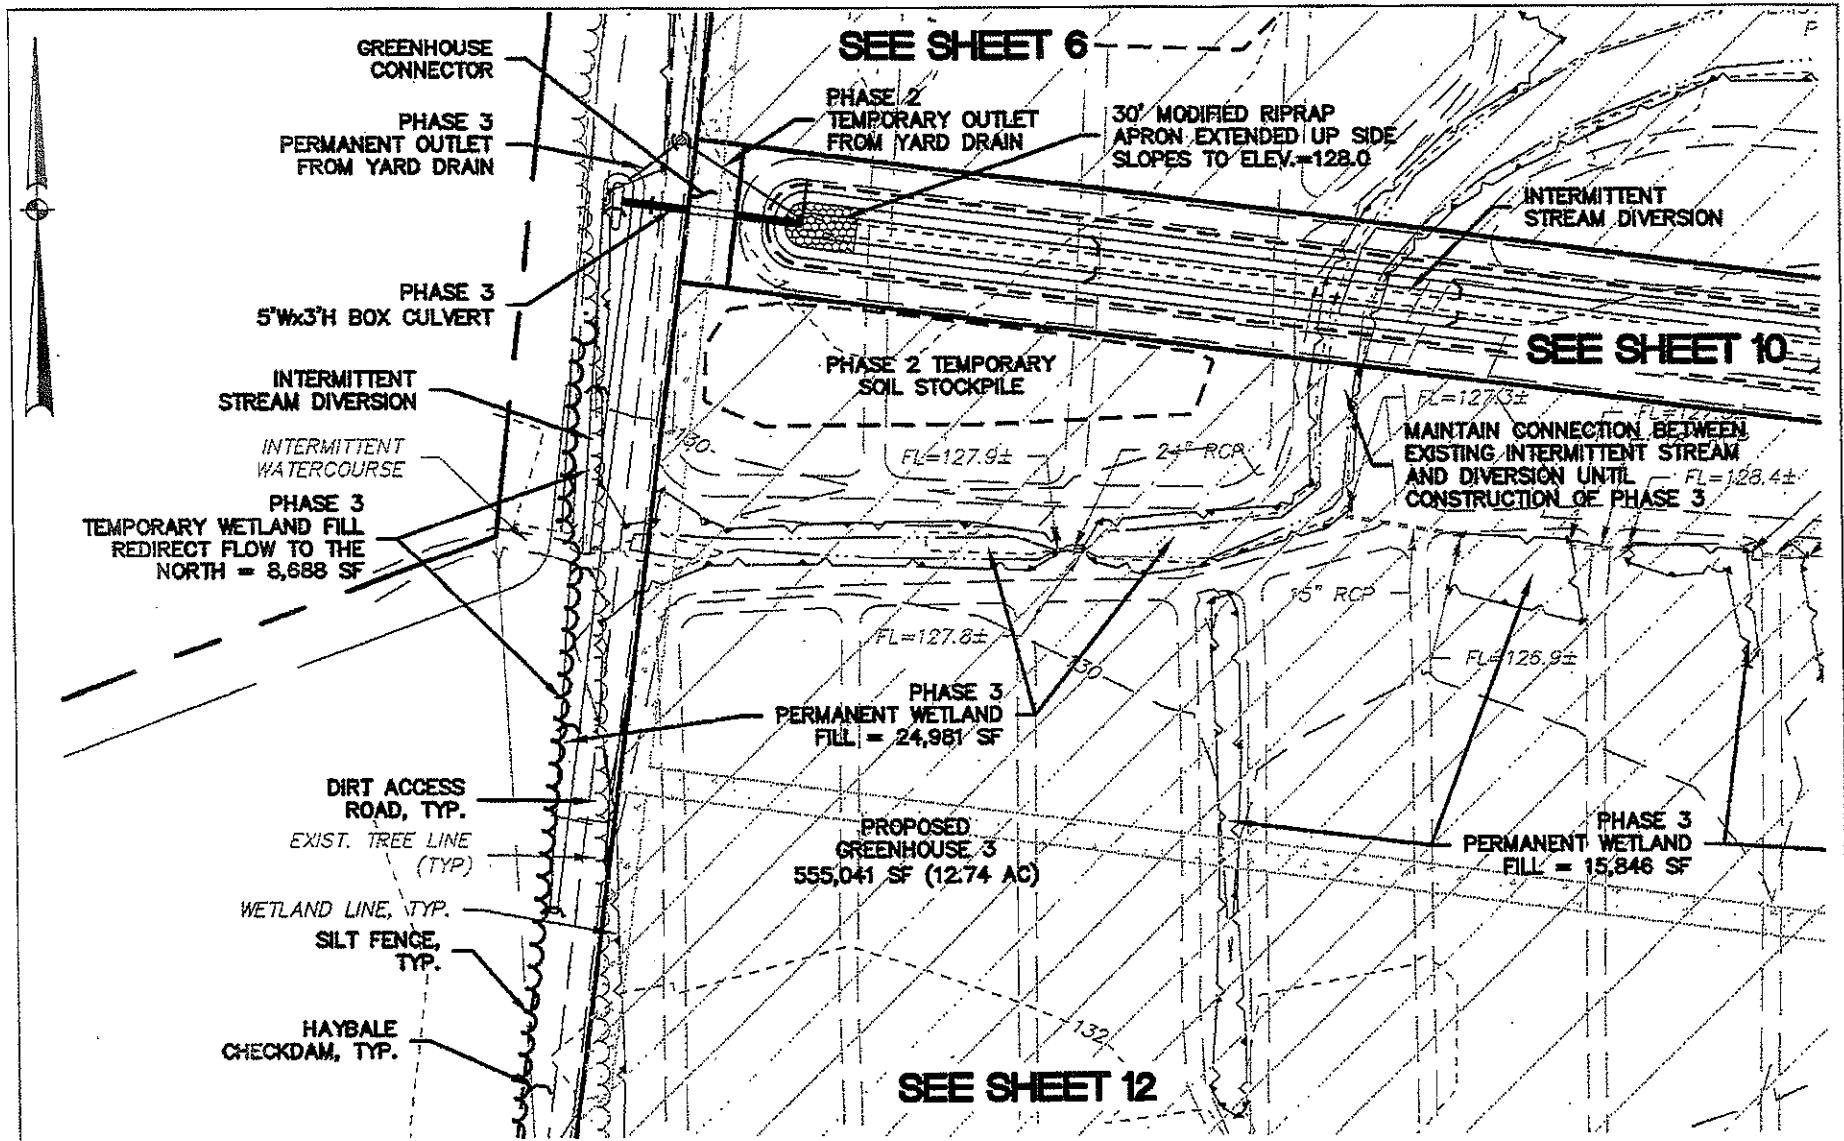 SEE SHEET 6
GREENHOUSE
CONNECTOR
PHASE 3
PERMANENT OUTLET
FROM YARD DRAIN
PHASE 2
TEMPORARY OUTLET
FROM YARD DRAIN
30' MODIFIED RIPRAP
APRON EXTENDED UP SIDE
SLOPES TO ELEV.=128.0
INTERMITTENT
STREAM DIVERSION
PHASE 3
5'Wx3'H BOX CULVERT
SEE SHEET 10
PHASE 2 TEMPORARY
SOIL STOCKPILE
INTERMITTENT
STREAM DIVERSION
INTERMITTENT
WATERCOURSE
PHASE 3
TEMPORARY WETLAND FILL
REDIRECT FLOW TO THE
NORTH = 8,688 SF
130
FL=127.9±
24" RCP
FL=127.3±
MAINTAIN CONNECTION BETWEEN
EXISTING INTERMITTENT STREAM
AND DIVERSION UNTIL
CONSTRUCTION OF PHASE 3
FL=128.4±
15" RCP
FL=127.8±
130
FL=126.9±
PHASE 3
PERMANENT WETLAND
FILL = 24,981 SF
DIRT ACCESS
ROAD, TYP.
EXIST. TREE LINE
(TYP)
PROPOSED
GREENHOUSE 3
555,041 SF (12.74 AC)
PHASE 3
PERMANENT WETLAND
FILL = 15,846 SF
WETLAND LINE, TYP.
SILT FENCE,
TYP.
HAYBALE
CHECKDAM, TYP.
132
SEE SHEET 12